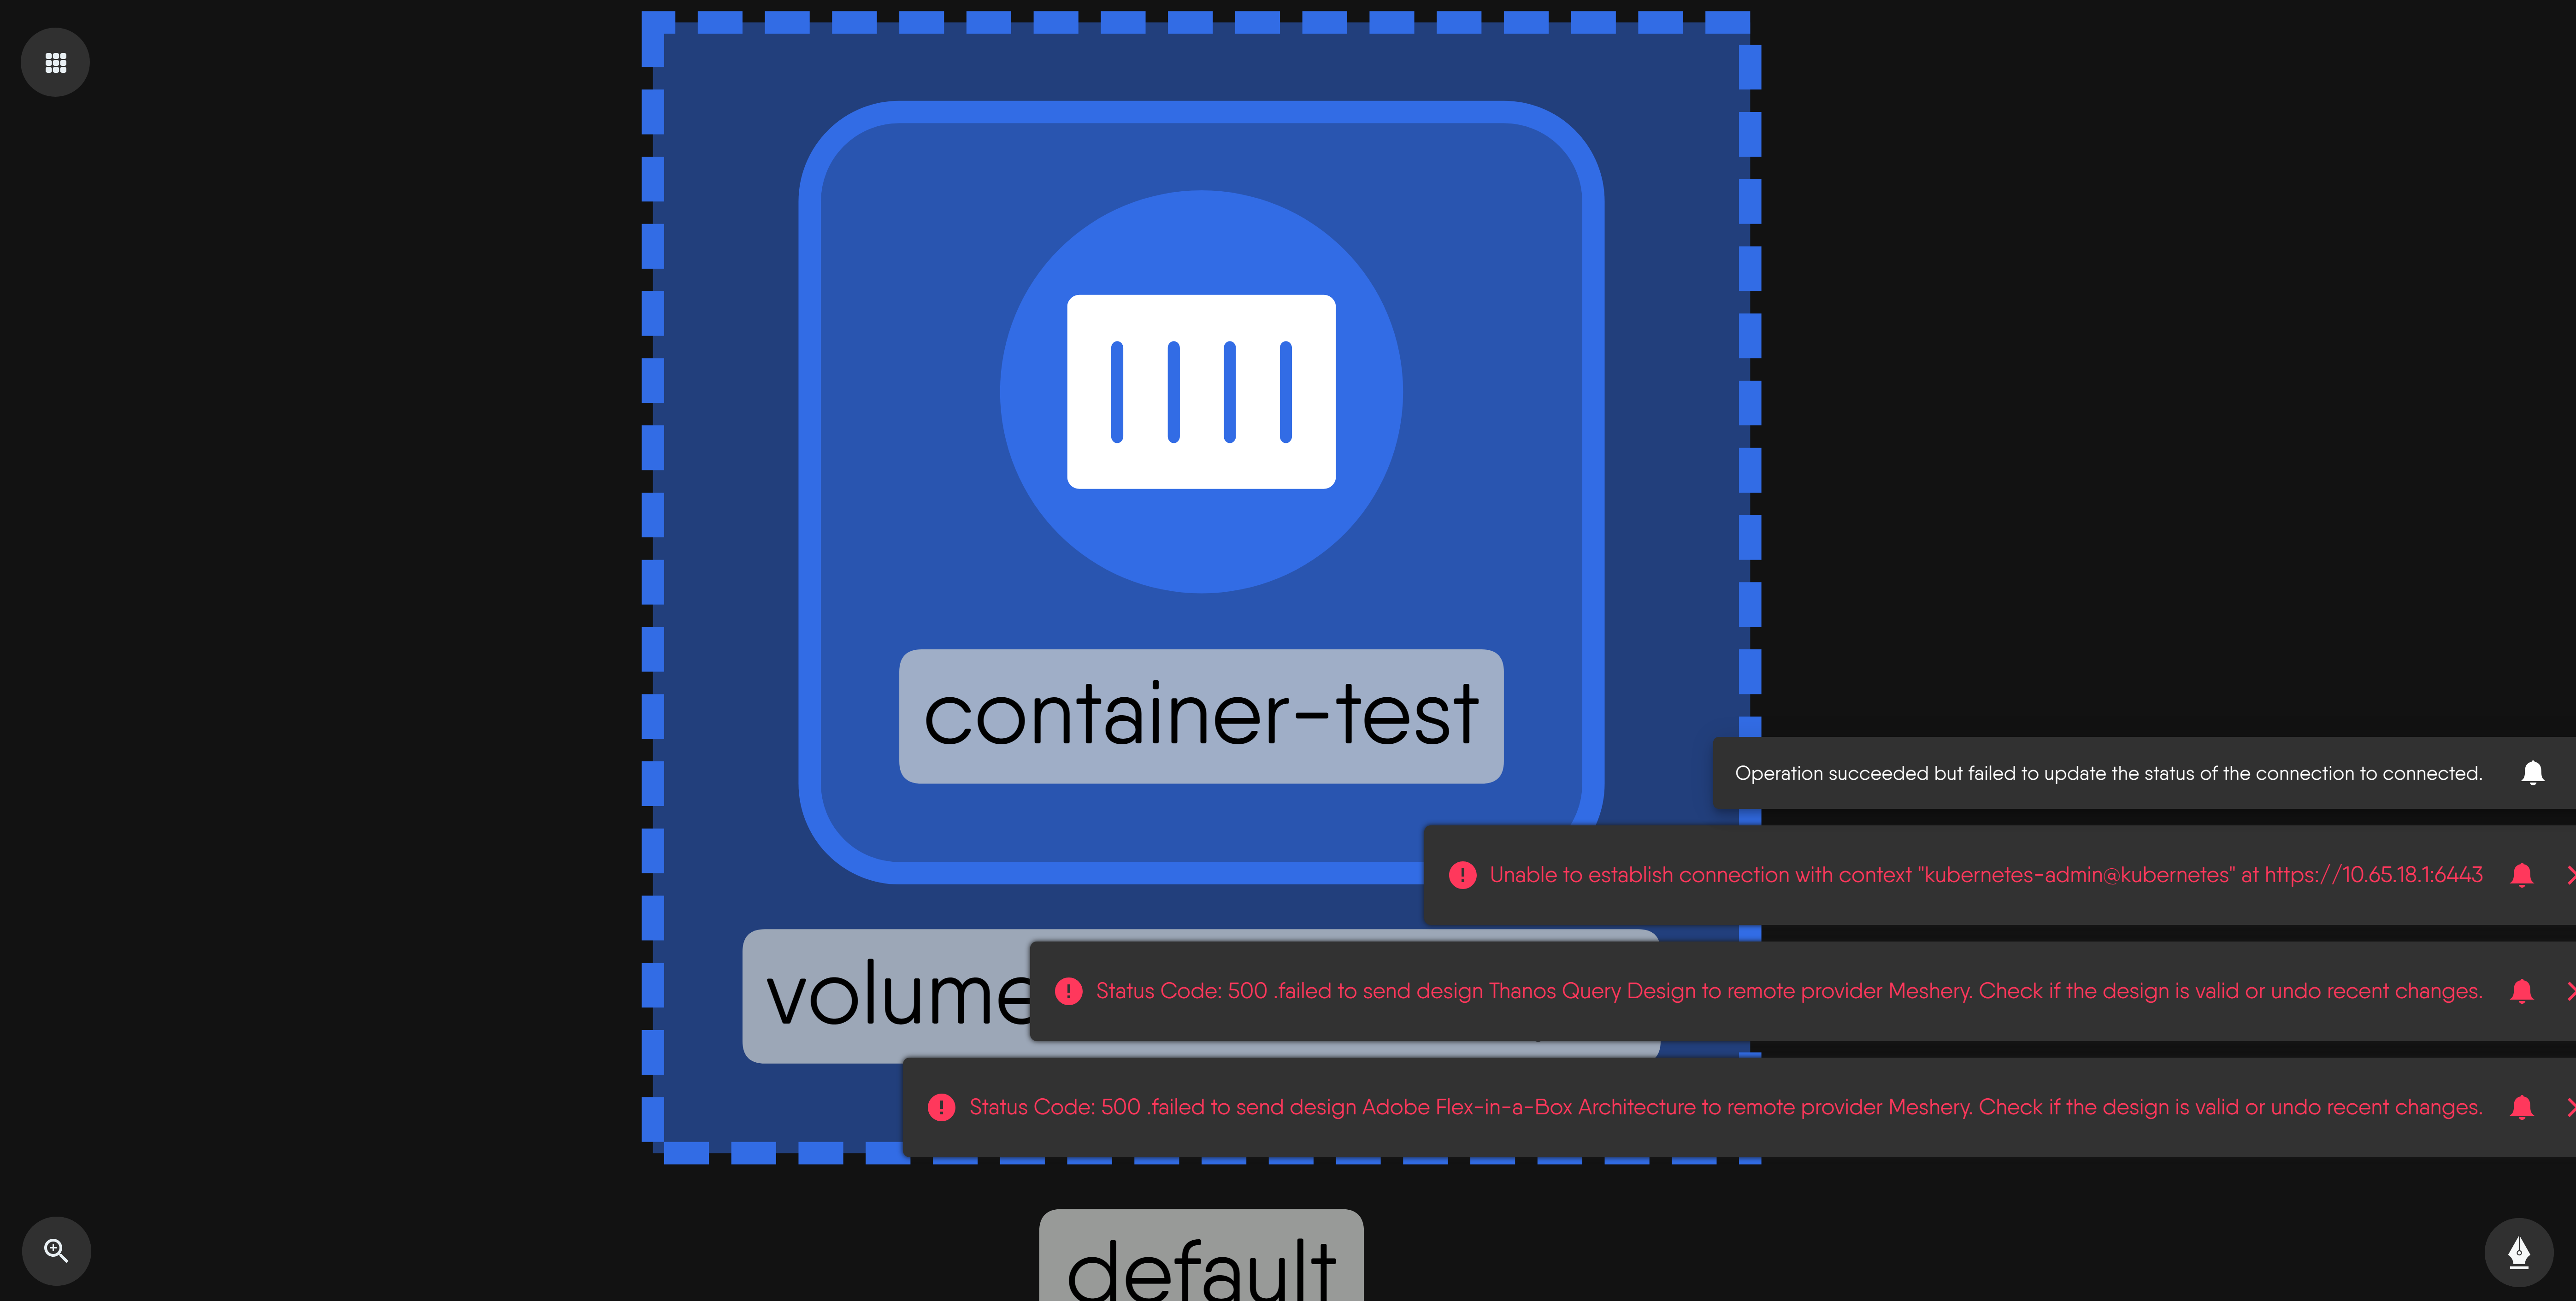 container-test
Operation succeeded but failed to update the status of the connection to connected.
Unable to establish connection with context "kubernetes-admin@kubernetes" at https://10.65.18.1:6443
volume
Status Code: 500 .failed to send design Thanos Query Design to remote provider Meshery. Check if the design is valid or undo recent changes.
Status Code: 500 .failed to send design Adobe Flex-in-a-Box Architecture to remote provider Meshery. Check if the design is valid or undo recent changes.
default